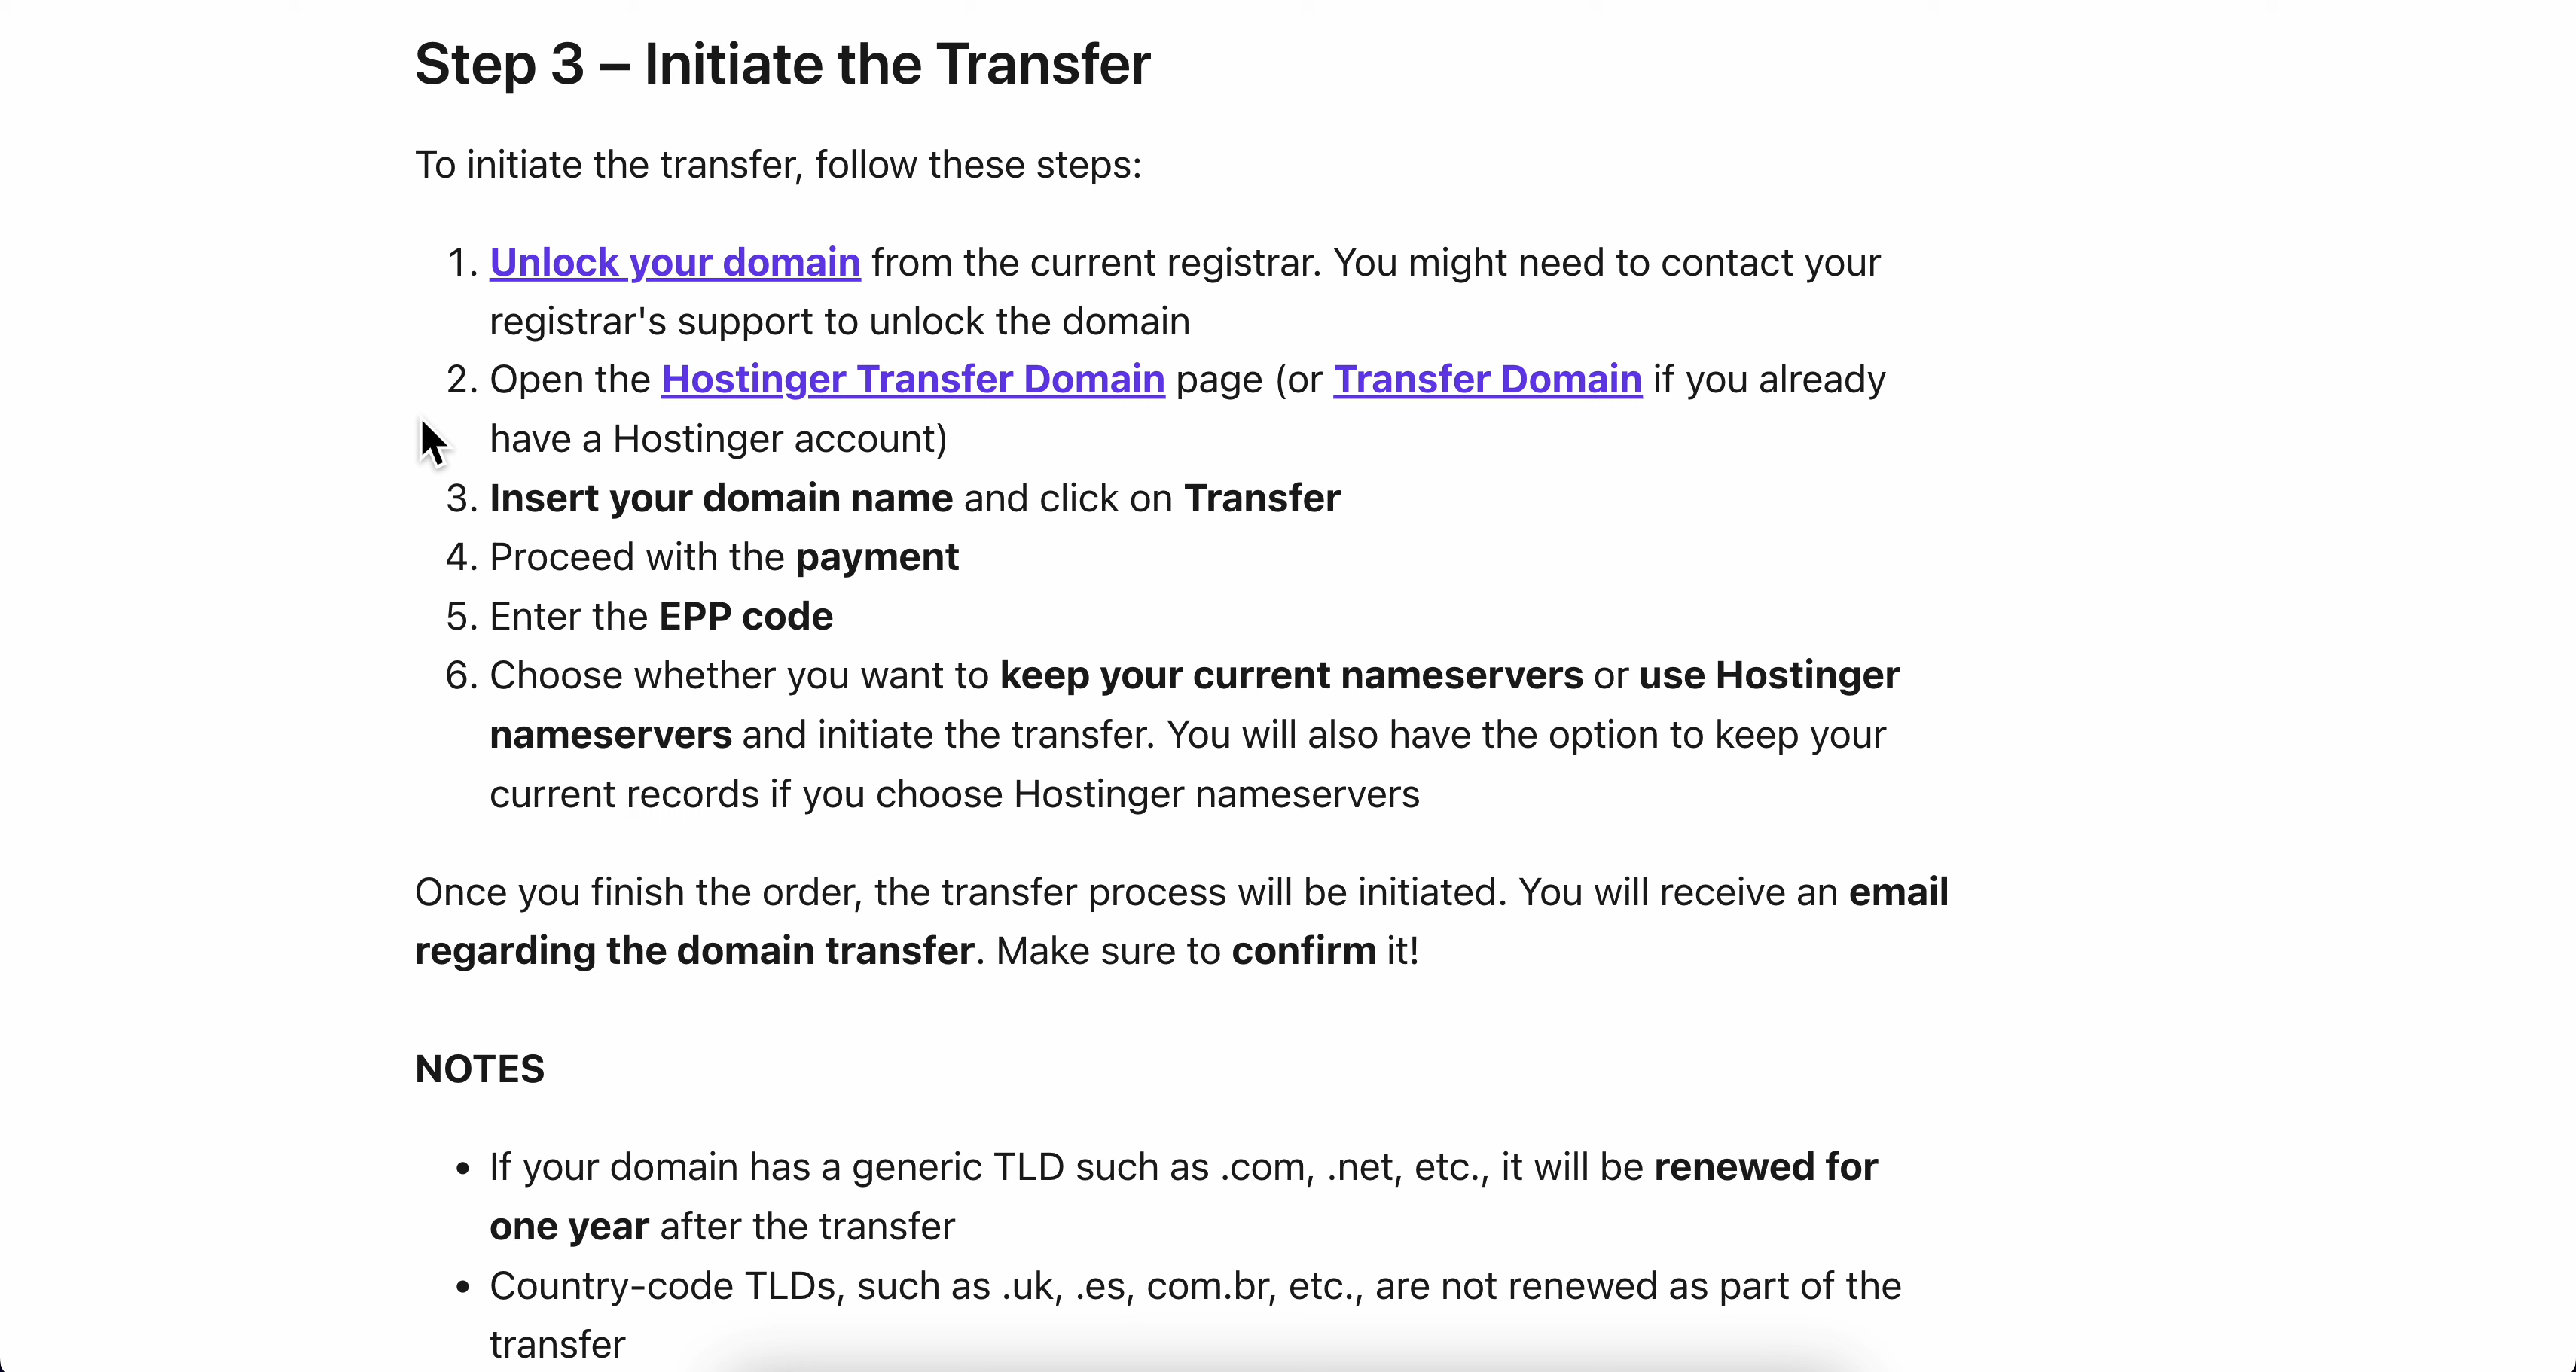 Step 3 – Initiate the Transfer
To initiate the transfer, follow these steps:
1. Unlock your domain from the current registrar. You might need to contact your
registrar's support to unlock the domain
2. Open the Hostinger Transfer Domain page (or Transfer Domain if you already
have a Hostinger account)
3. Insert your domain name and click on Transfer
4. Proceed with the payment
5. Enter the EPP code
6. Choose whether you want to keep your current nameservers or use Hostinger
nameservers and initiate the transfer. You will also have the option to keep your
current records if you choose Hostinger nameservers
Once you finish the order, the transfer process will be initiated. You will receive an email
regarding the domain transfer. Make sure to confirm it!
NOTES
• If your domain has a generic TLD such as .com, .net, etc., it will be renewed for
one year after the transfer
• Country-code TLDs, such as .uk, .es, com.br, etc., are not renewed as part of the
transfer